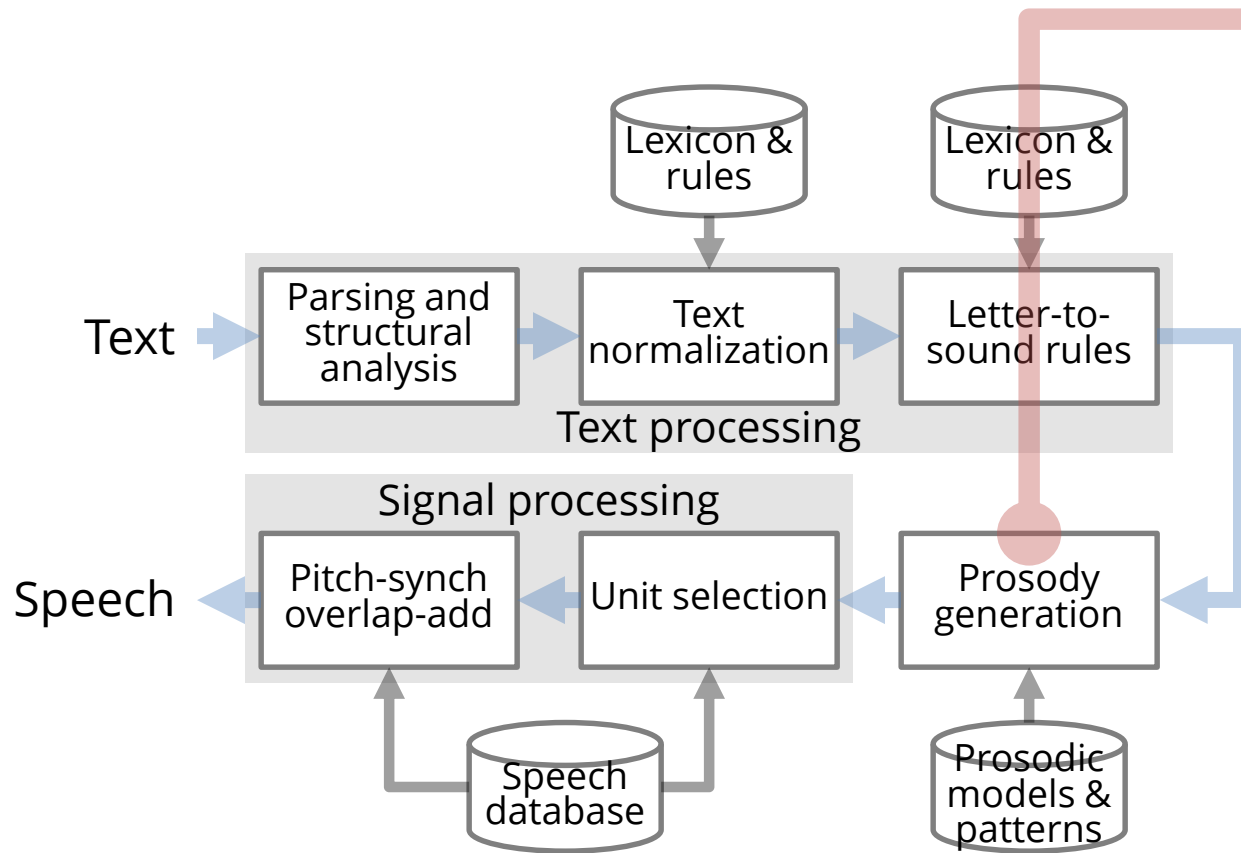 Lexicon &
rules
Lexicon &
rules
Text
Parsing and
structural
analysis
Text
normalization
Letter-to-
sound rules
Text processing
Signal processing
Speech
Pitch-synch
overlap-add
Unit selection
Prosody
generation
Speech
database
Prosodic
models &
patterns